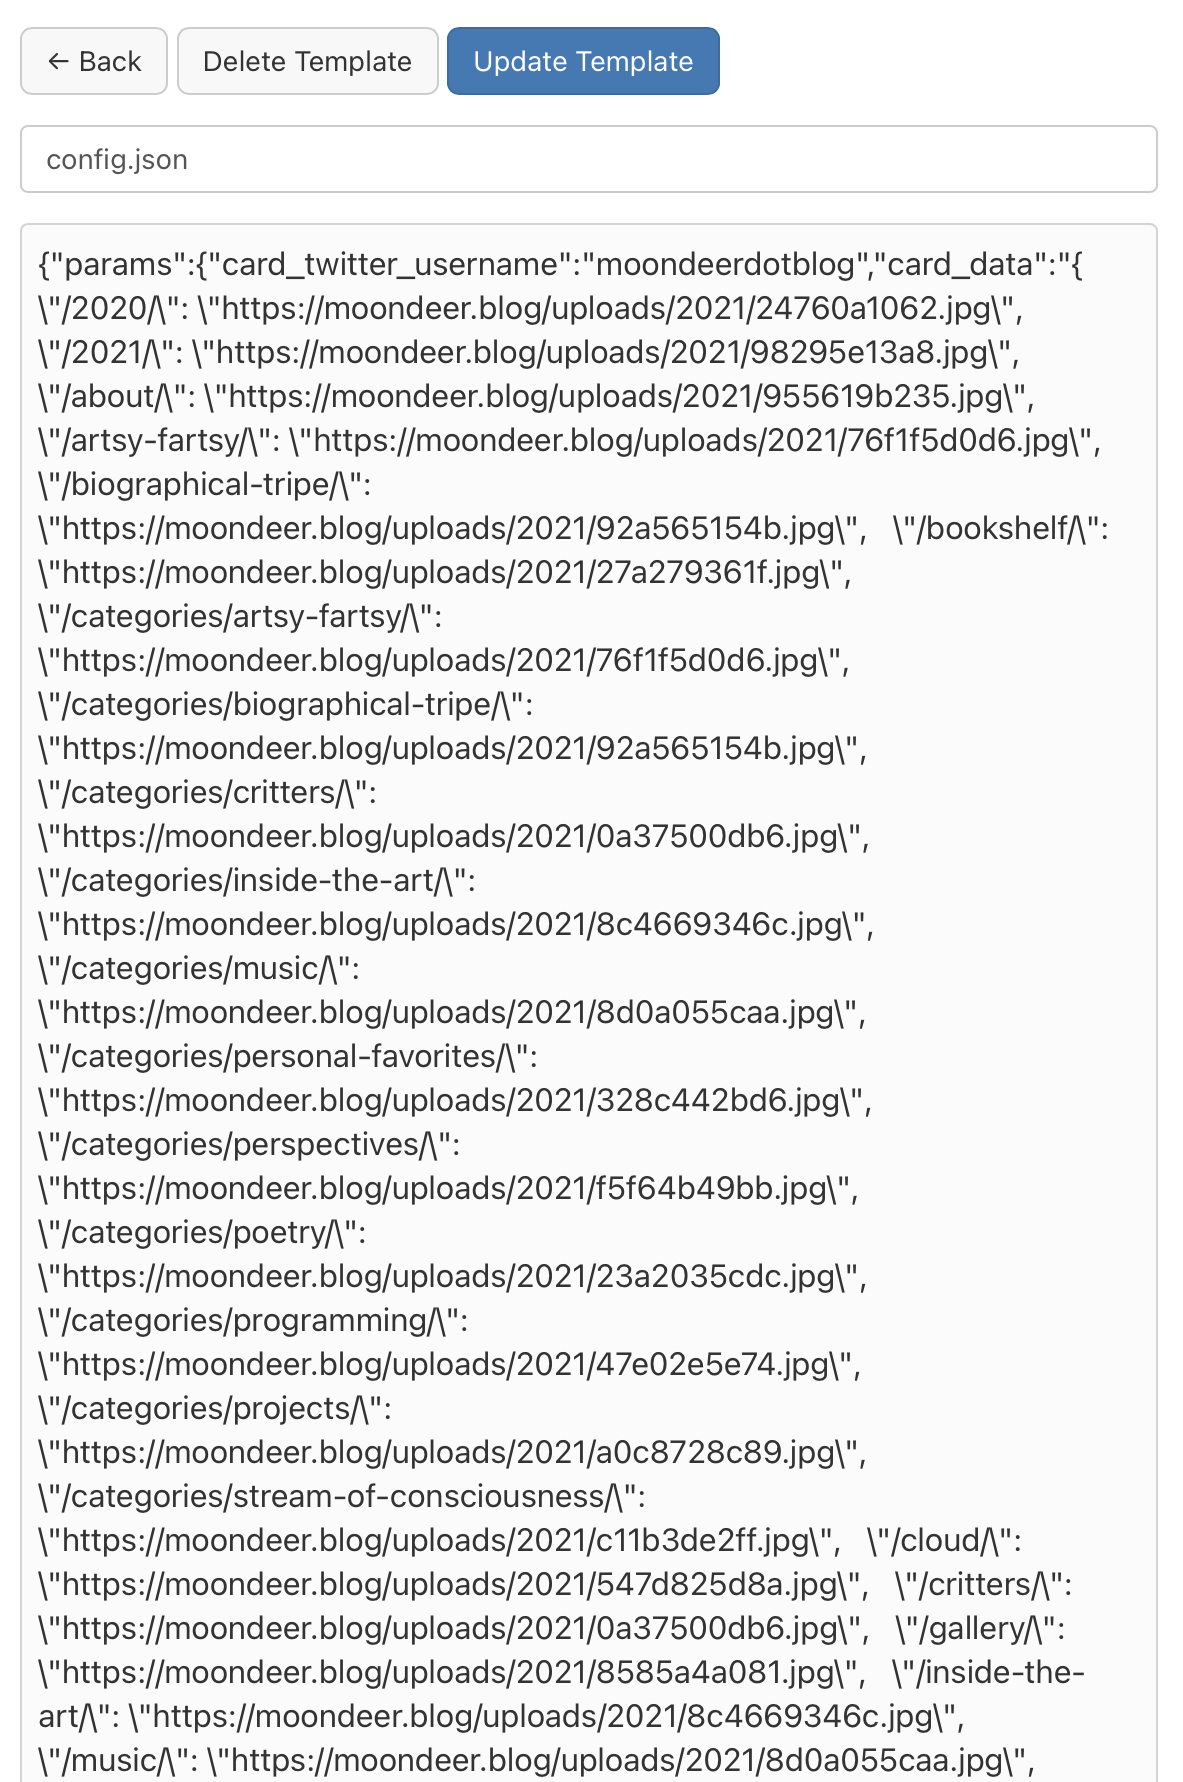 ← Back Delete Template Update Template
config.json
{"params":{"card_twitter_username":"moondeerdotblog","card_data":"{
\"/2020/\": \"https://moondeer.blog/uploads/2021/24760a1062.jpg\",
\"/2021/\": \"https://moondeer.blog/uploads/2021/98295e13a8.jpg\",
\"/about/\": \"https://moondeer.blog/uploads/2021/955619b235.jpg\",
\"/artsy-fartsy/\": \"https://moondeer.blog/uploads/2021/76f1f5d0d6.jpg\",
\"/biographical-tripe/\":
\"https://moondeer.blog/uploads/2021/92a565154b.jpg\",   \"/bookshelf/\":
\"https://moondeer.blog/uploads/2021/27a279361f.jpg\",
\"/categories/artsy-fartsy/\":
\"https://moondeer.blog/uploads/2021/76f1f5d0d6.jpg\",
\"/categories/biographical-tripe/\":
\"https://moondeer.blog/uploads/2021/92a565154b.jpg\",
\"/categories/critters/\":
\"https://moondeer.blog/uploads/2021/0a37500db6.jpg\",
\"/categories/inside-the-art/\":
\"https://moondeer.blog/uploads/2021/8c4669346c.jpg\",
\"/categories/music/\":
\"https://moondeer.blog/uploads/2021/8d0a055caa.jpg\",
\"/categories/personal-favorites/\":
\"https://moondeer.blog/uploads/2021/328c442bd6.jpg\",
\"/categories/perspectives/\":
\"https://moondeer.blog/uploads/2021/f5f64b49bb.jpg\",
\"/categories/poetry/\":
\"https://moondeer.blog/uploads/2021/23a2035cdc.jpg\",
\"/categories/programming/\":
\"https://moondeer.blog/uploads/2021/47e02e5e74.jpg\",
\"/categories/projects/\":
\"https://moondeer.blog/uploads/2021/a0c8728c89.jpg\",
\"/categories/stream-of-consciousness/\":
\"https://moondeer.blog/uploads/2021/c11b3de2ff.jpg\",   \"/cloud/\":
\"https://moondeer.blog/uploads/2021/547d825d8a.jpg\",   \"/critters/\":
\"https://moondeer.blog/uploads/2021/0a37500db6.jpg\",   \"/gallery/\":
\"https://moondeer.blog/uploads/2021/8585a4a081.jpg\",   \"/inside-the-
art/\": \"https://moondeer.blog/uploads/2021/8c4669346c.jpg\",
\"/music/\": \"https://moondeer.blog/uploads/2021/8d0a055caa.jpg\",